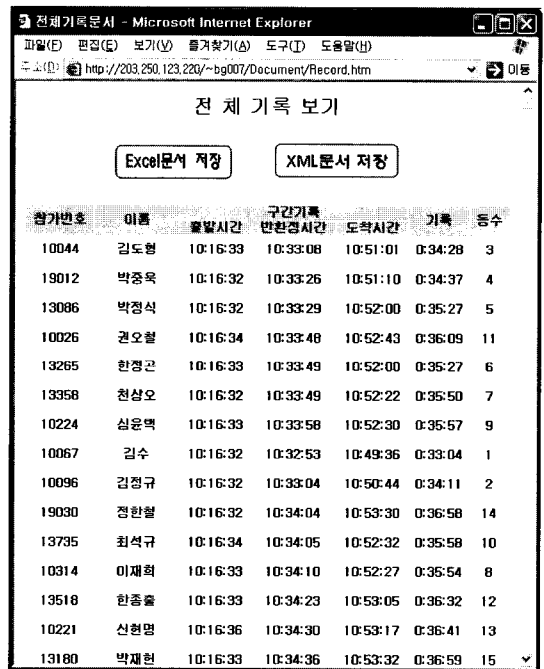 전체기록문서 - Microsoft Internet Explorer
파일(F) 편집(E) 보기(V) 즐겨찾기(A) 도구(T) 도움말(H)
주소(D) http://203.250.123.220/~bg007/Document/Record.htm 이동
전 체 기록 보기
Excel문서 저장 XML문서 저장
참가번호 이름 구간기록 기록 등수
출발시간 반환점시간 도착시간
10044 김도형 10:16:33 10:33:08 10:51:01 0:34:28 3
19012 박중욱 10:16:32 10:33:26 10:51:10 0:34:37 4
13086 박정식 10:16:32 10:33:29 10:52:00 0:35:27 5
10026 권오철 10:16:34 10:33:48 10:52:43 0:36:09 11
13265 한정곤 10:16:33 10:33:49 10:52:00 0:35:27 6
13358 천상오 10:16:32 10:33:49 10:52:22 0:35:50 7
10224 심윤택 10:16:33 10:33:58 10:52:30 0:35:57 9
10067 김수 10:16:32 10:32:53 10:49:36 0:33:04 1
10096 김정규 10:16:32 10:33:04 10:50:44 0:34:11 2
19030 정한철 10:16:32 10:34:04 10:53:30 0:36:58 14
13735 최석규 10:16:34 10:34:05 10:52:32 0:35:58 10
10314 이재희 10:16:33 10:34:10 10:52:27 0:35:54 8
13518 한종출 10:16:33 10:34:23 10:53:05 0:36:32 12
10221 신현명 10:16:36 10:34:30 10:53:17 0:36:41 13
13180 박재헌 10:16:33 10:34:36 10:53:32 0:36:59 15